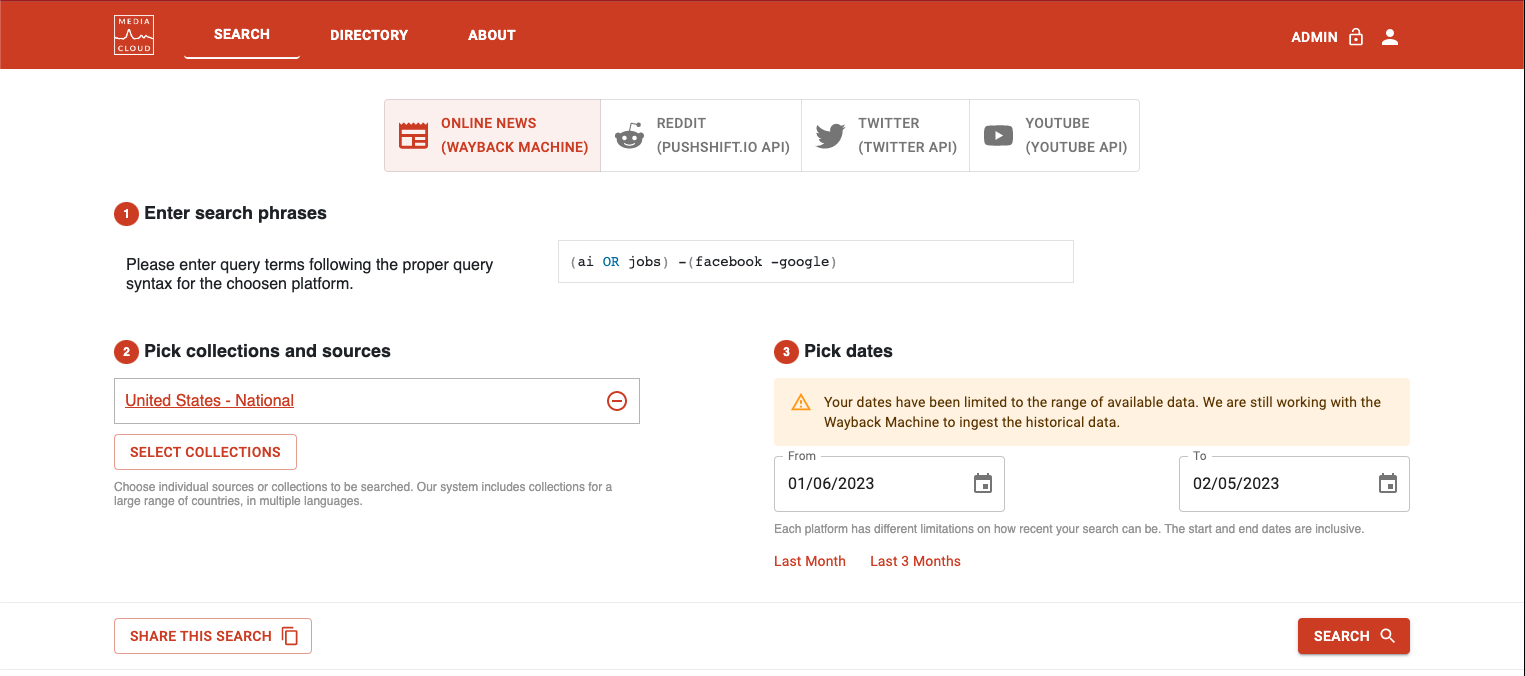 MEDIA
CLOUD
SEARCH
DIRECTORY
ABOUT
ADMIN
ONLINE NEWS
(WAYBACK MACHINE)
REDDIT
(PUSHSHIFT.IO API)
TWITTER
(TWITTER API)
YOUTUBE
(YOUTUBE API)
1 Enter search phrases
Please enter query terms following the proper query
syntax for the choosen platform.
(ai OR jobs) -(facebook -google)
2 Pick collections and sources
United States - National
SELECT COLLECTIONS
Choose individual sources or collections to be searched. Our system includes collections for a
large range of countries, in multiple languages.
3 Pick dates
Your dates have been limited to the range of available data. We are still working with the
Wayback Machine to ingest the historical data.
From
01/06/2023
To
02/05/2023
Each platform has different limitations on how recent your search can be. The start and end dates are inclusive.
Last Month
Last 3 Months
SHARE THIS SEARCH
SEARCH